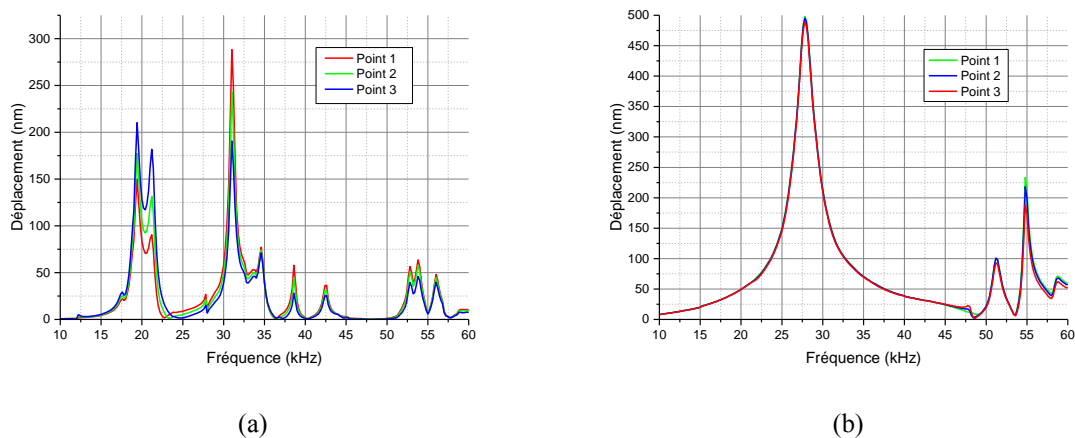 300
250
200
150
100
50
0
Déplacement (nm)
10 15 20 25 30 35 40 45 50 55 60
Fréquence (kHz)
Point 1
Point 2
Point 3
(a)
500
450
400
350
300
250
200
150
100
50
0
Déplacement (nm)
10 15 20 25 30 35 40 45 50 55 60
Fréquence (kHz)
Point 1
Point 2
Point 3
(b)